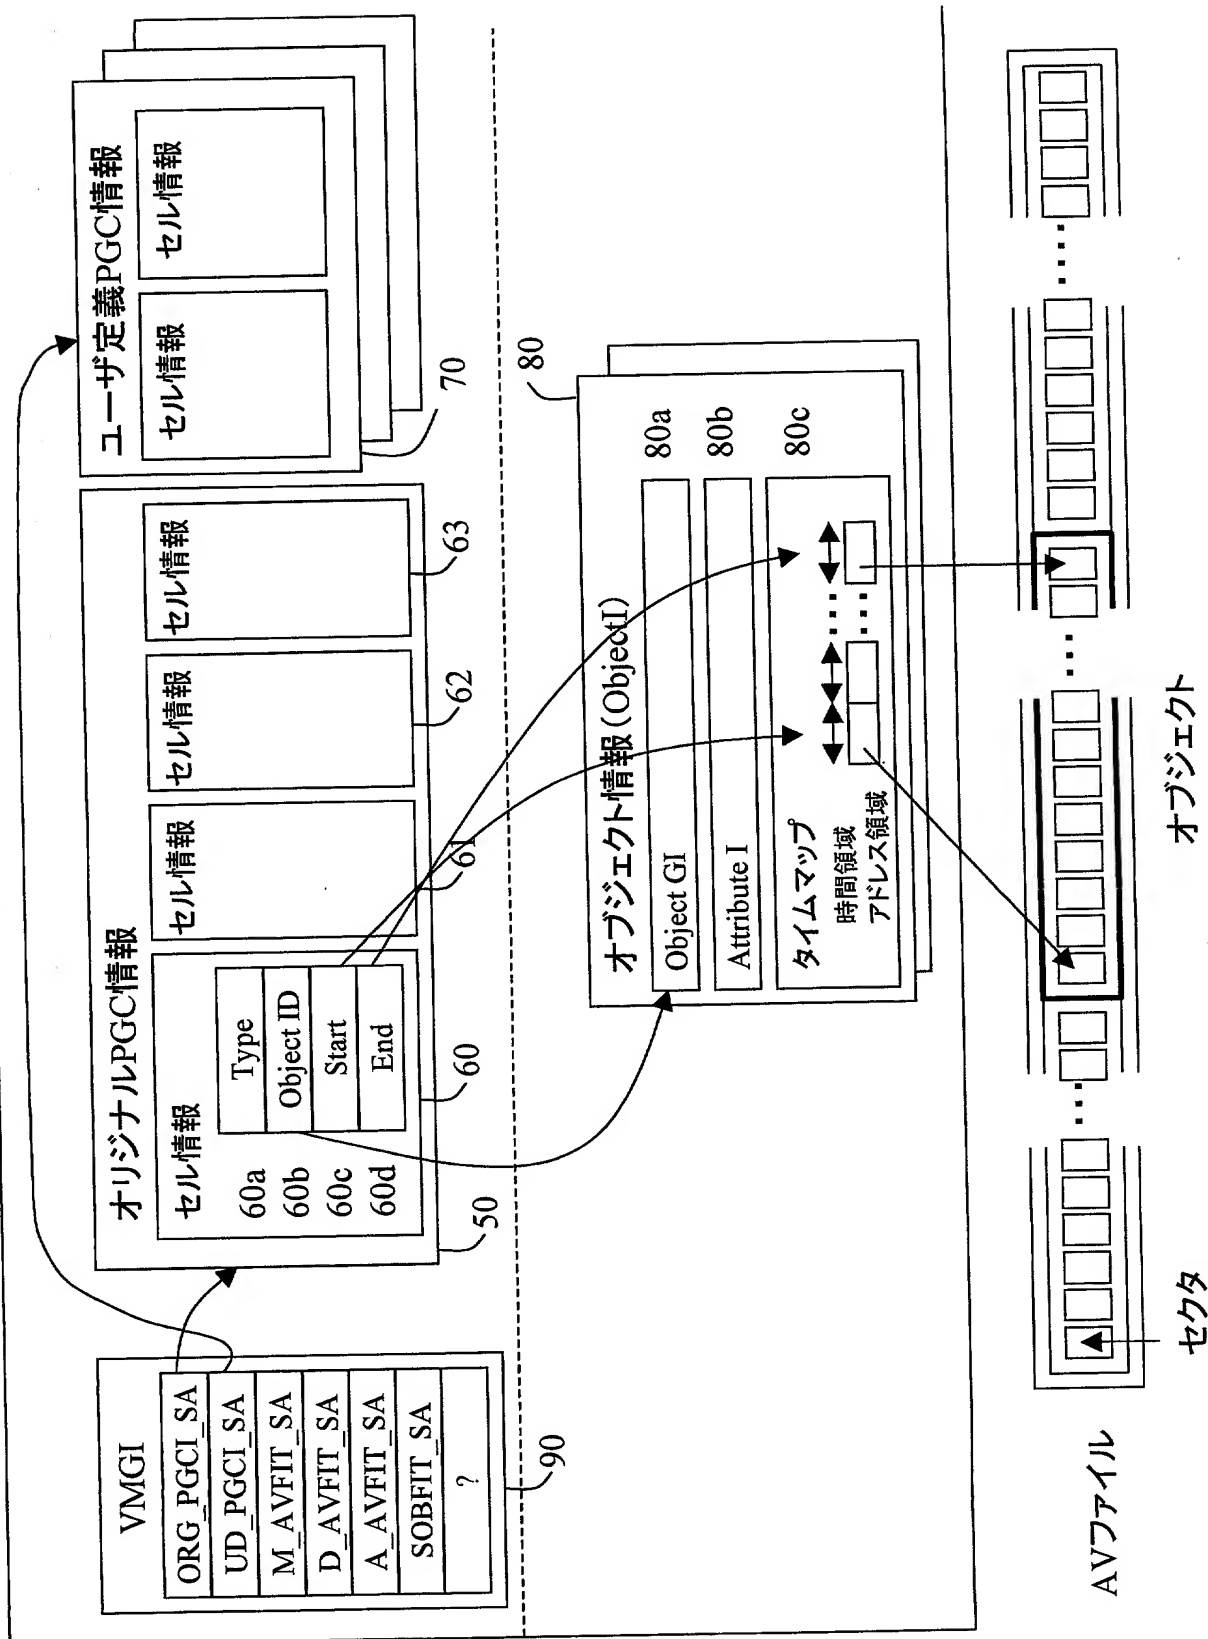 VMGI
ORG_PGCI_SA
UD_PGCI_SA
M_AVFIT_SA
D_AVFIT_SA
A_AVFIT_SA
SOBFIT_SA
?
90
オリジナルPGC情報
セル情報
60a
Type
60b
Object ID
60c
Start
60d
End
60
50
セル情報
61
セル情報
62
セル情報
63
ユーザ定義PGC情報
セル情報
セル情報
70
オブジェクト情報(ObjectI)
80
Object GI
80a
Attribute I
80b
タイムマップ
80c
時間領域
アドレス領域
AVファイル
セクタ
オブジェクト